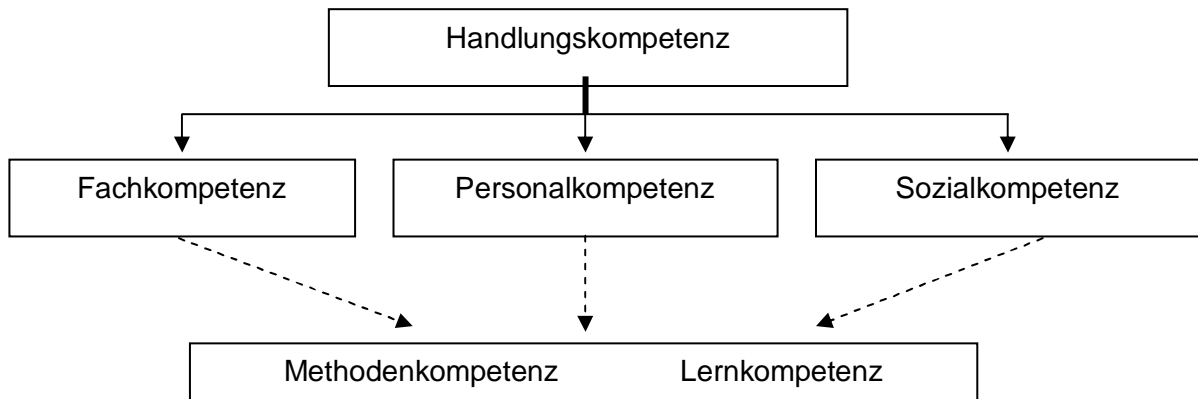 Handlungskompetenz
Fachkompetenz
Personalkompetenz
Sozialkompetenz
Methodenkompetenz Lernkompetenz